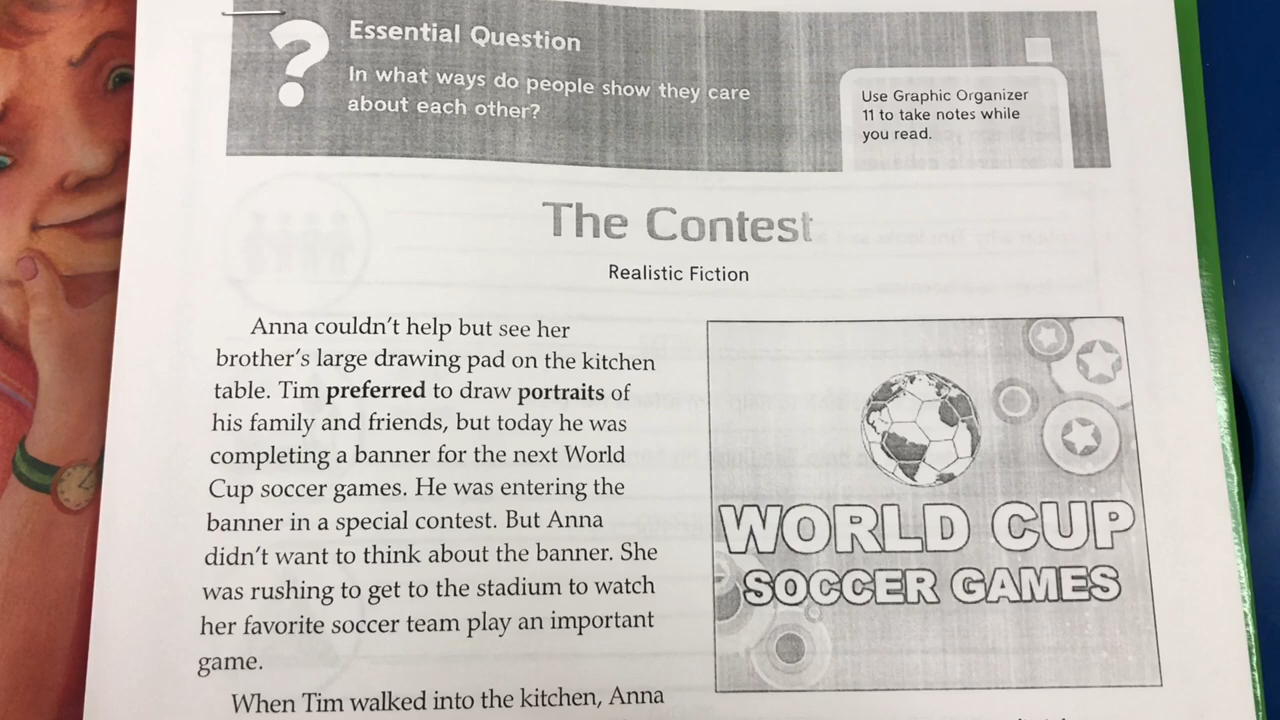 ?
Essential Question
In what ways do people show they care
about each other?
Use Graphic Organizer
11 to take notes while
you read.
The Contest
Realistic Fiction
Anna couldn't help but see her
brother's large drawing pad on the kitchen
table. Tim preferred to draw portraits of
his family and friends, but today he was
completing a banner for the next World
Cup soccer games. He was entering the
banner in a special contest. But Anna
didn't want to think about the banner. She
was rushing to get to the stadium to watch
her favorite soccer team play an important
game.
When Tim walked into the kitchen, Anna
WORLD CUP
SOCCER GAMES